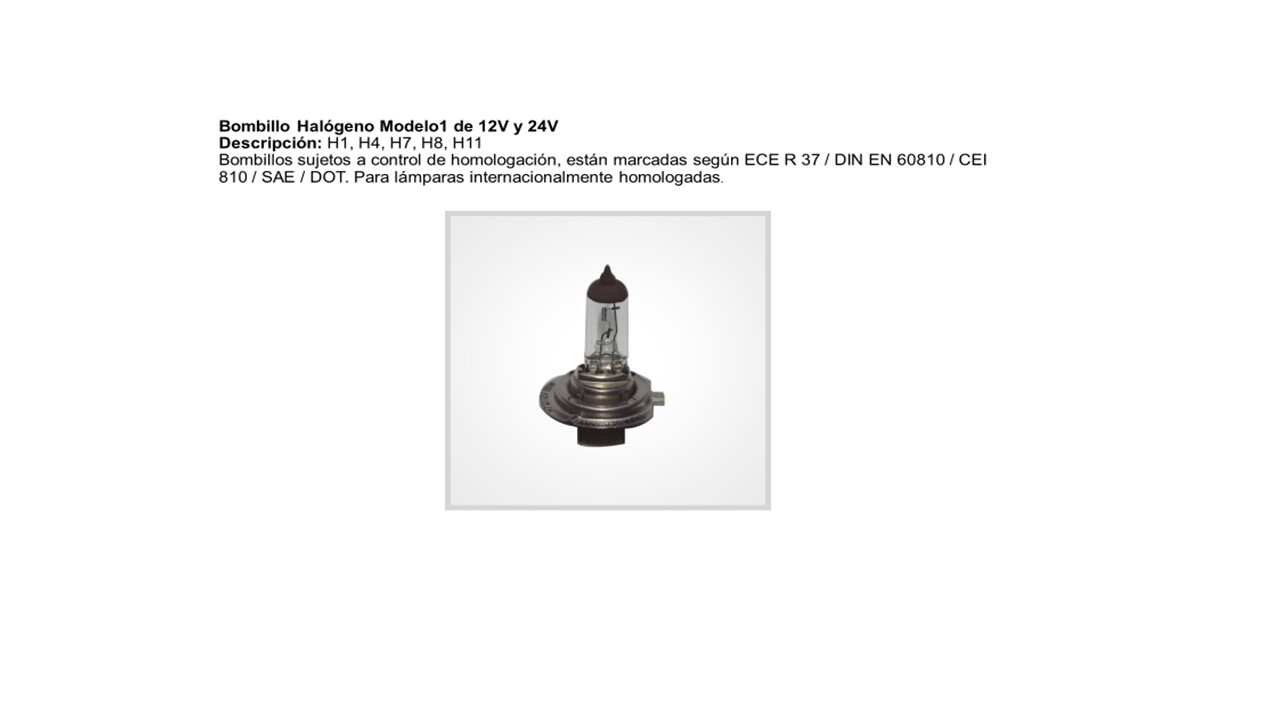 Bombillo Halógeno Modelo1 de 12V y 24V
Descripción: H1, H4, H7, H8, H11
Bombillos sujetos a control de homologación, están marcadas según ECE R 37 / DIN EN 60810 / CEI
810 / SAE / DOT. Para lámparas internacionalmente homologadas.